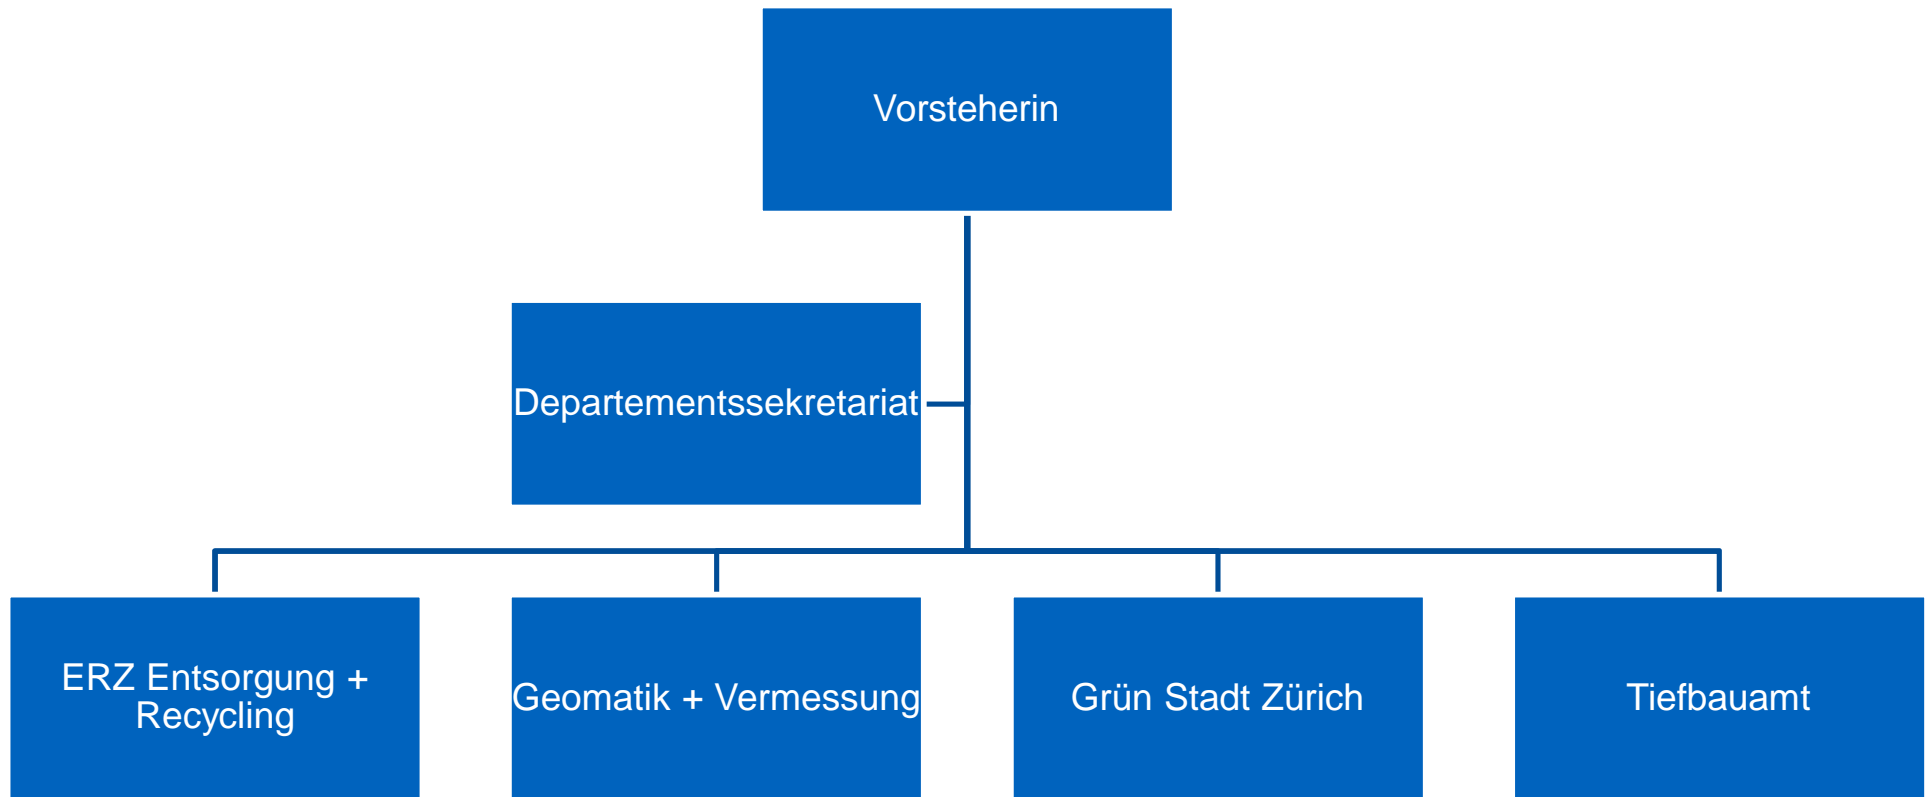 Vorsteherin
Departementssekretariat
ERZ Entsorgung +
Recycling
Geomatik + Vermessung
Grün Stadt Zürich
Tiefbauamt